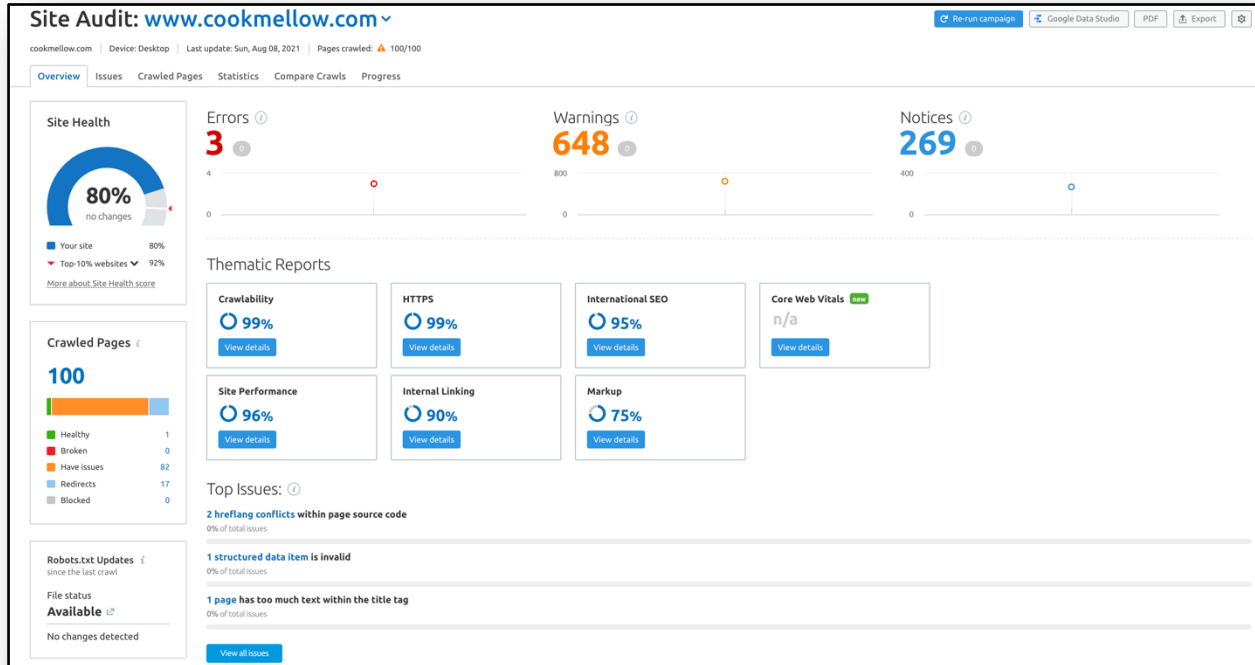 Site Audit: www.cookmellow.com
Re-run campaign
Google Data Studio
PDF
Export
cookmellow.com | Device: Desktop | Last update: Sun, Aug 08, 2021 | Pages crawled: 100/100
Overview Issues Crawled Pages Statistics Compare Crawls Progress
Site Health
80%
no changes
Your site 80%
Top-10% websites 92%
More about Site Health score
Errors
3 0
4
0
Warnings
648 0
800
0
Notices
269 0
400
0
Thematic Reports
Crawlability
99%
View details
HTTPS
99%
View details
International SEO
95%
View details
Core Web Vitals new
n/a
View details
Site Performance
96%
View details
Internal Linking
90%
View details
Markup
75%
View details
Crawled Pages
100
Healthy 1
Broken 0
Have issues 82
Redirects 17
Blocked 0
Top Issues:
2 hreflang conflicts within page source code
0% of total issues
1 structured data item is invalid
0% of total issues
1 page has too much text within the title tag
0% of total issues
View all issues
Robots.txt Updates
since the last crawl
File status
Available
No changes detected